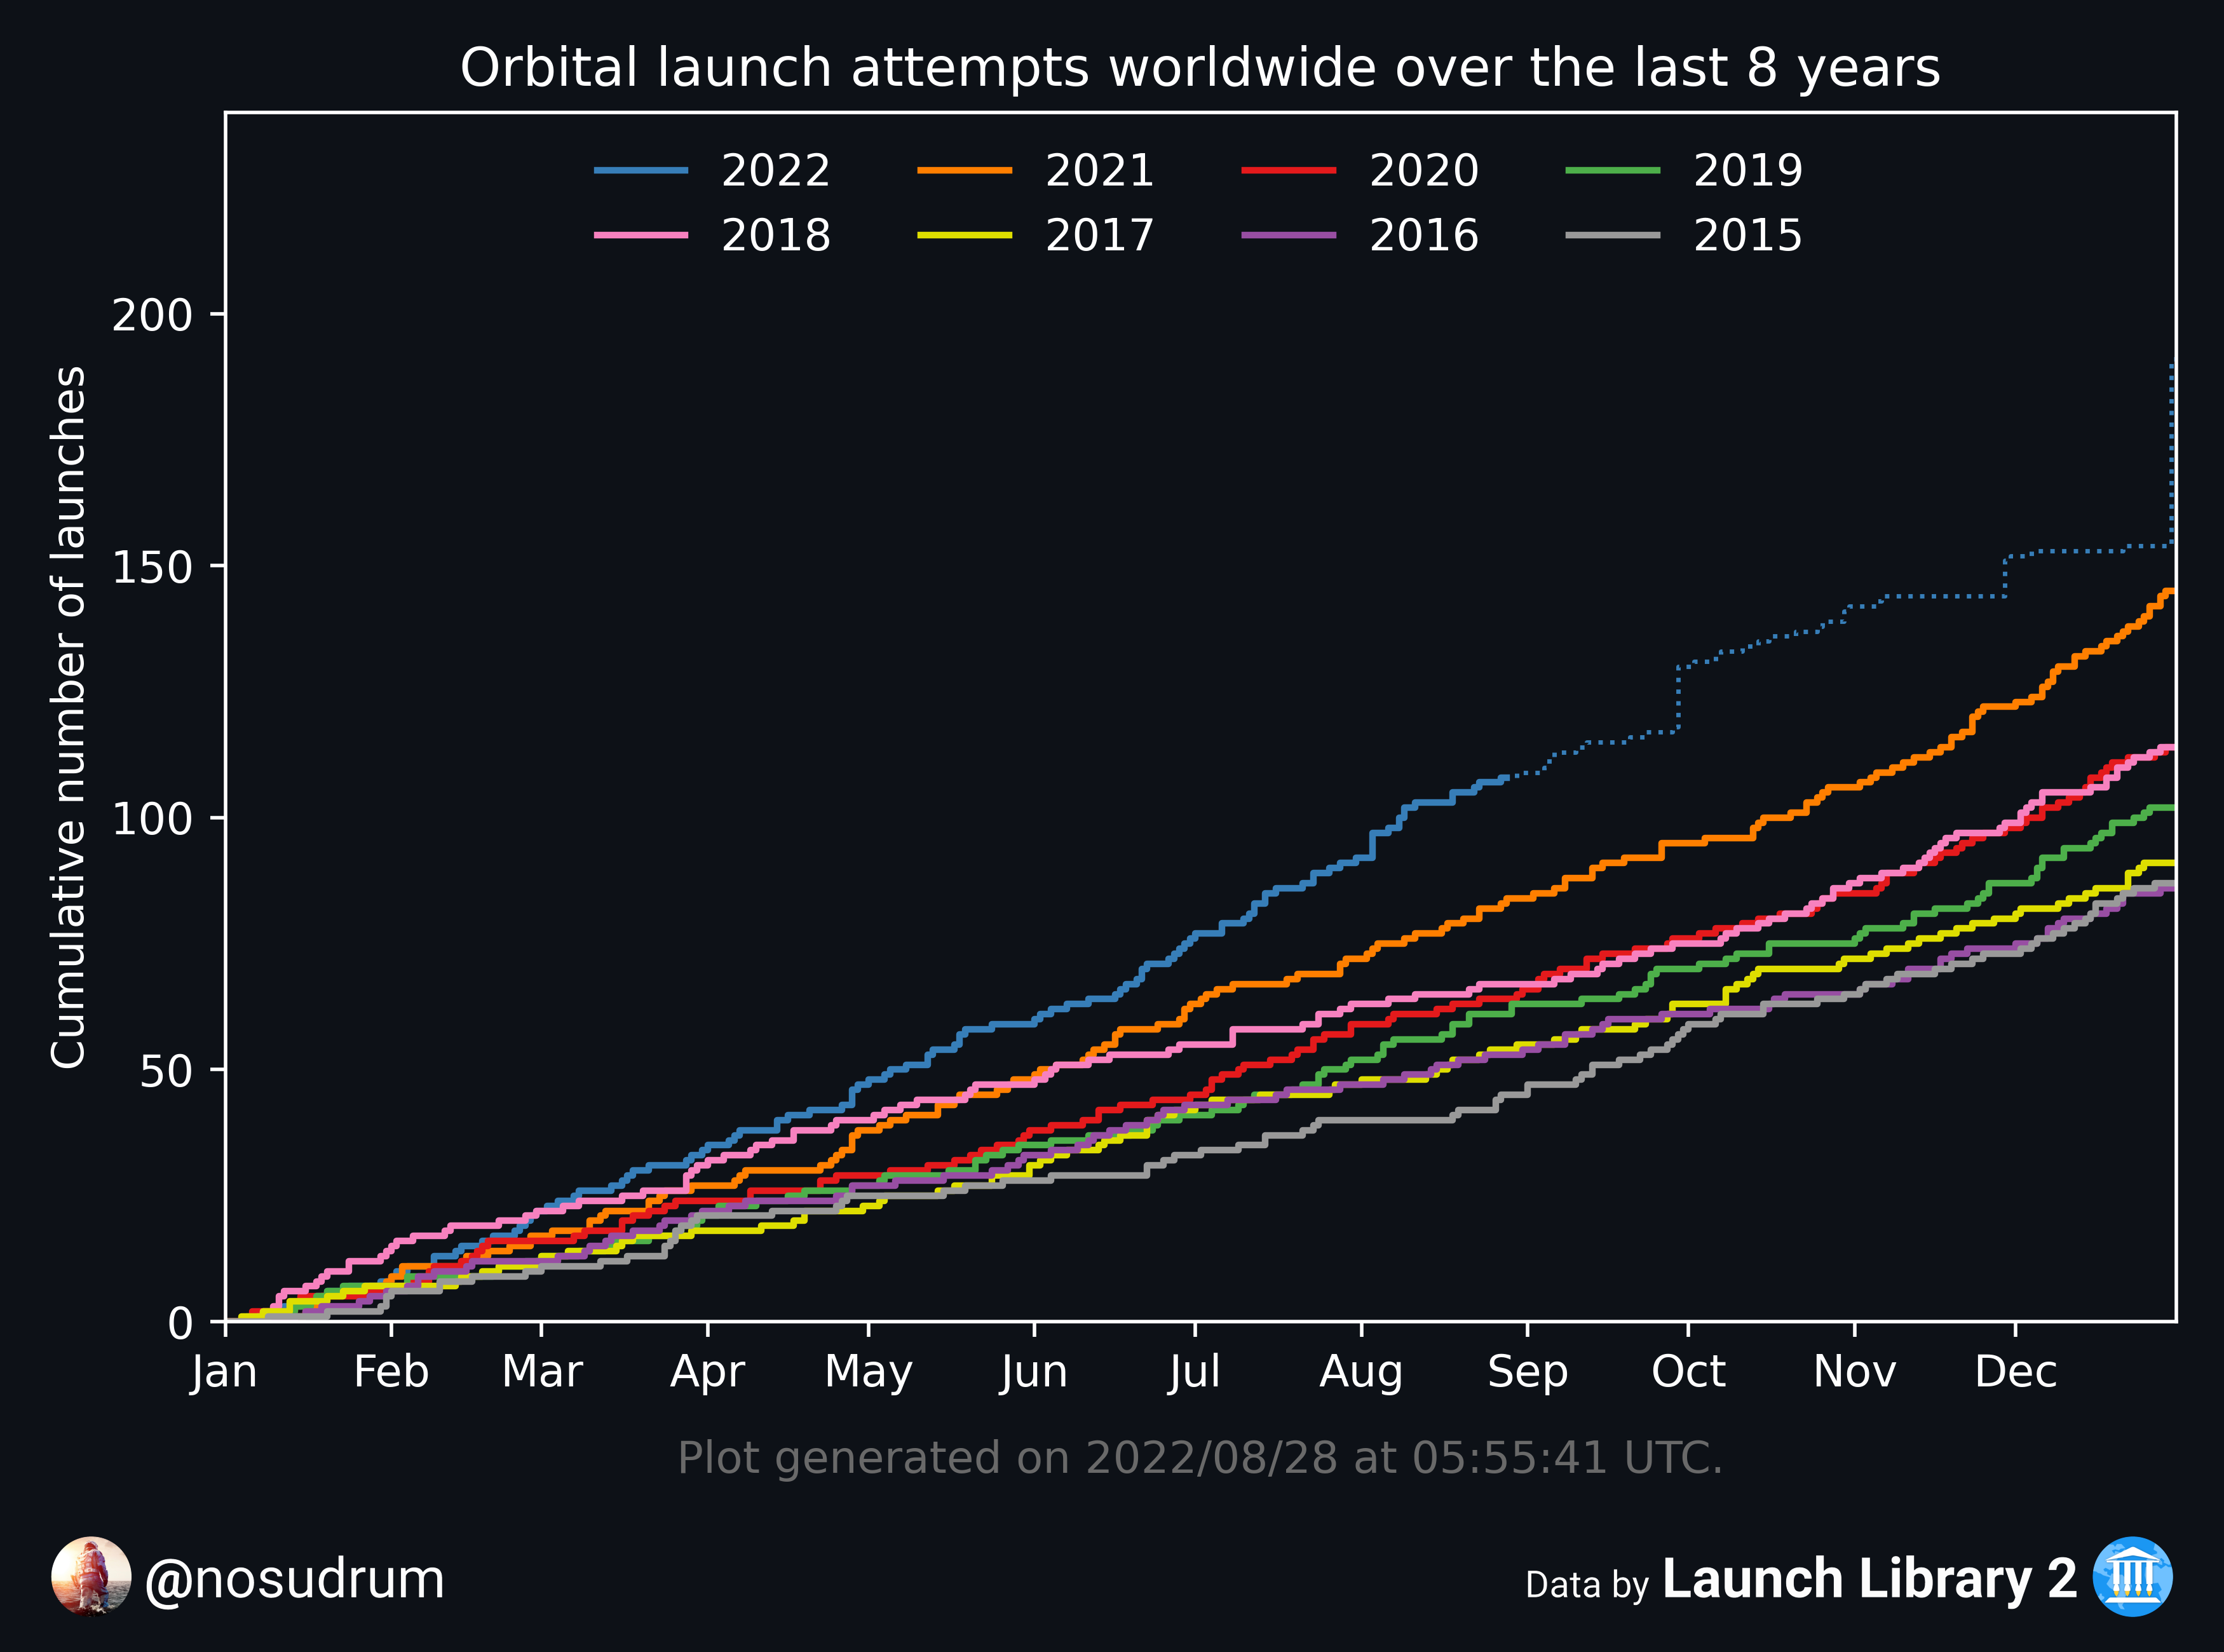 Orbital launch attempts worldwide over the last 8 years
2022 2021 2020 2019
2018 2017 2016 2015
Cumulative number of launches
200
150
100
50
0
Jan Feb Mar Apr May Jun Jul Aug Sep Oct Nov Dec
Plot generated on 2022/08/28 at 05:55:41 UTC.
@nosudrum
Data by Launch Library 2